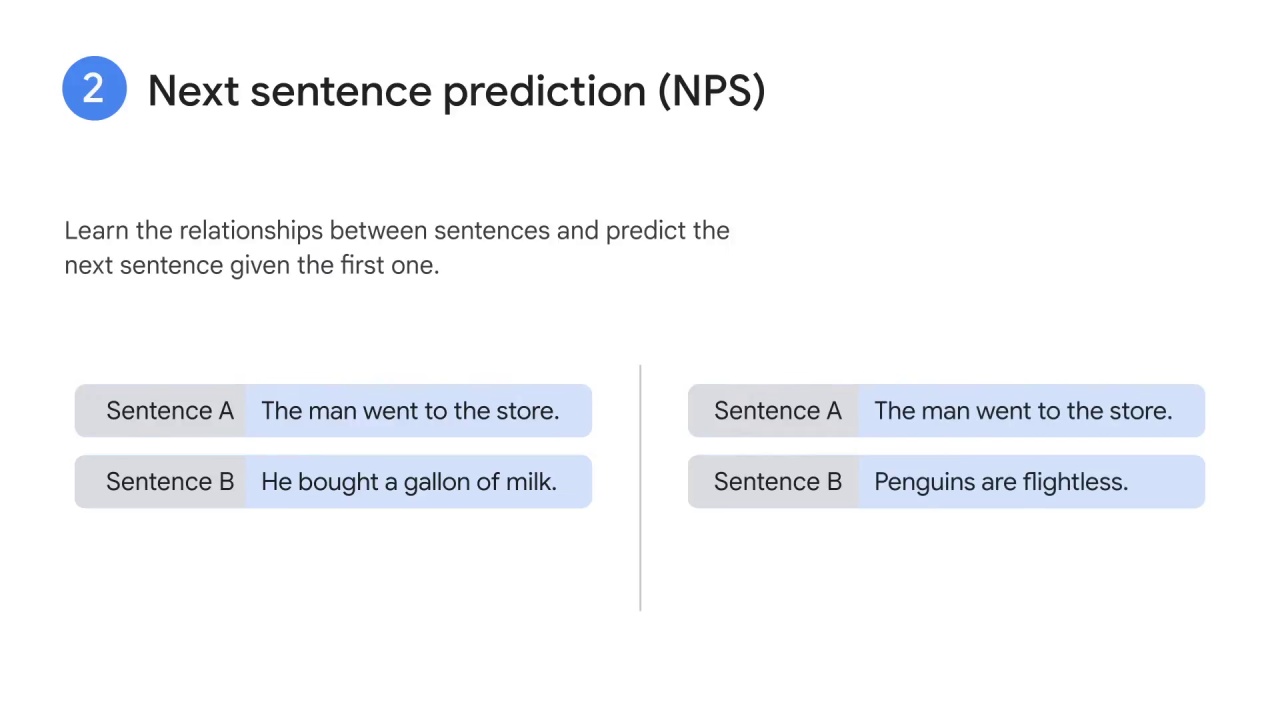 2 Next sentence prediction (NPS)
Learn the relationships between sentences and predict the
next sentence given the first one.
Sentence A The man went to the store.
Sentence B He bought a gallon of milk.
Sentence A The man went to the store.
Sentence B Penguins are flightless.